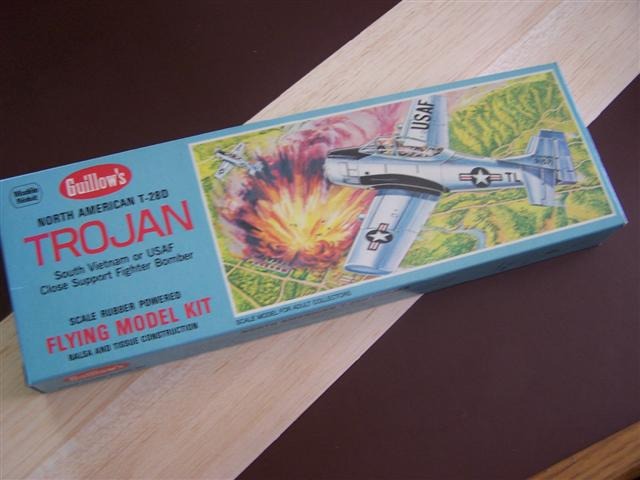 Guillow's
NORTH AMERICAN T-28D
TROJAN
South Vietnam or USAF
Close Support Fighter Bomber
SCALE RUBBER POWERED
FLYING MODEL KIT
BALSA AND TISSUE CONSTRUCTION
USAF
TL
SCALE MODEL FOR ADULT COLLECTORS
Guillow's